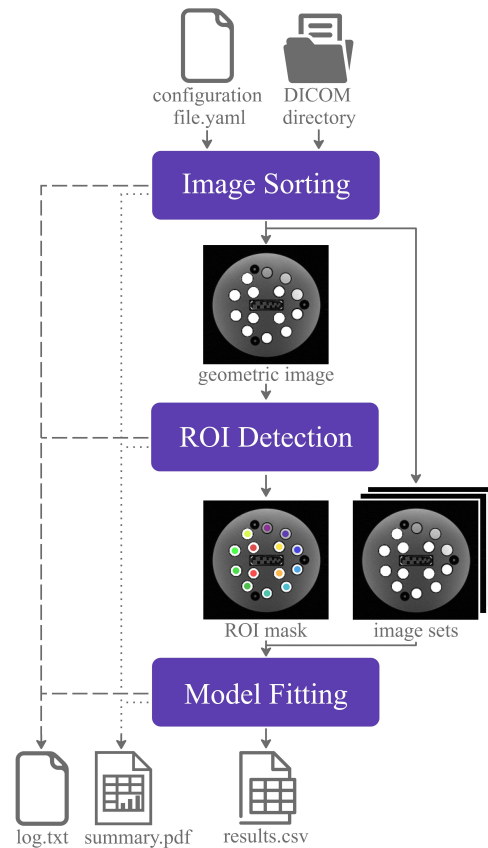 configuration
file.yaml
DICOM
directory
Image Sorting
geometric image
ROI Detection
ROI mask
image sets
Model Fitting
log.txt
summary.pdf
results.csv